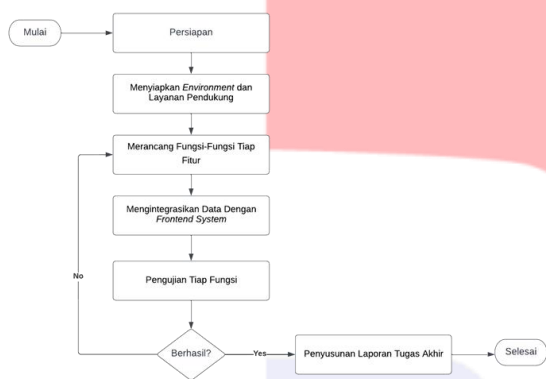 Mulai
Persiapan
Menyiapkan Environment dan
Layanan Pendukung
Merancang Fungsi-Fungsi Tiap
Fitur
Mengintegrasikan Data Dengan
Frontend System
Pengujian Tiap Fungsi
No
Berhasil?
Yes
Penyusunan Laporan Tugas Akhir
Selesai